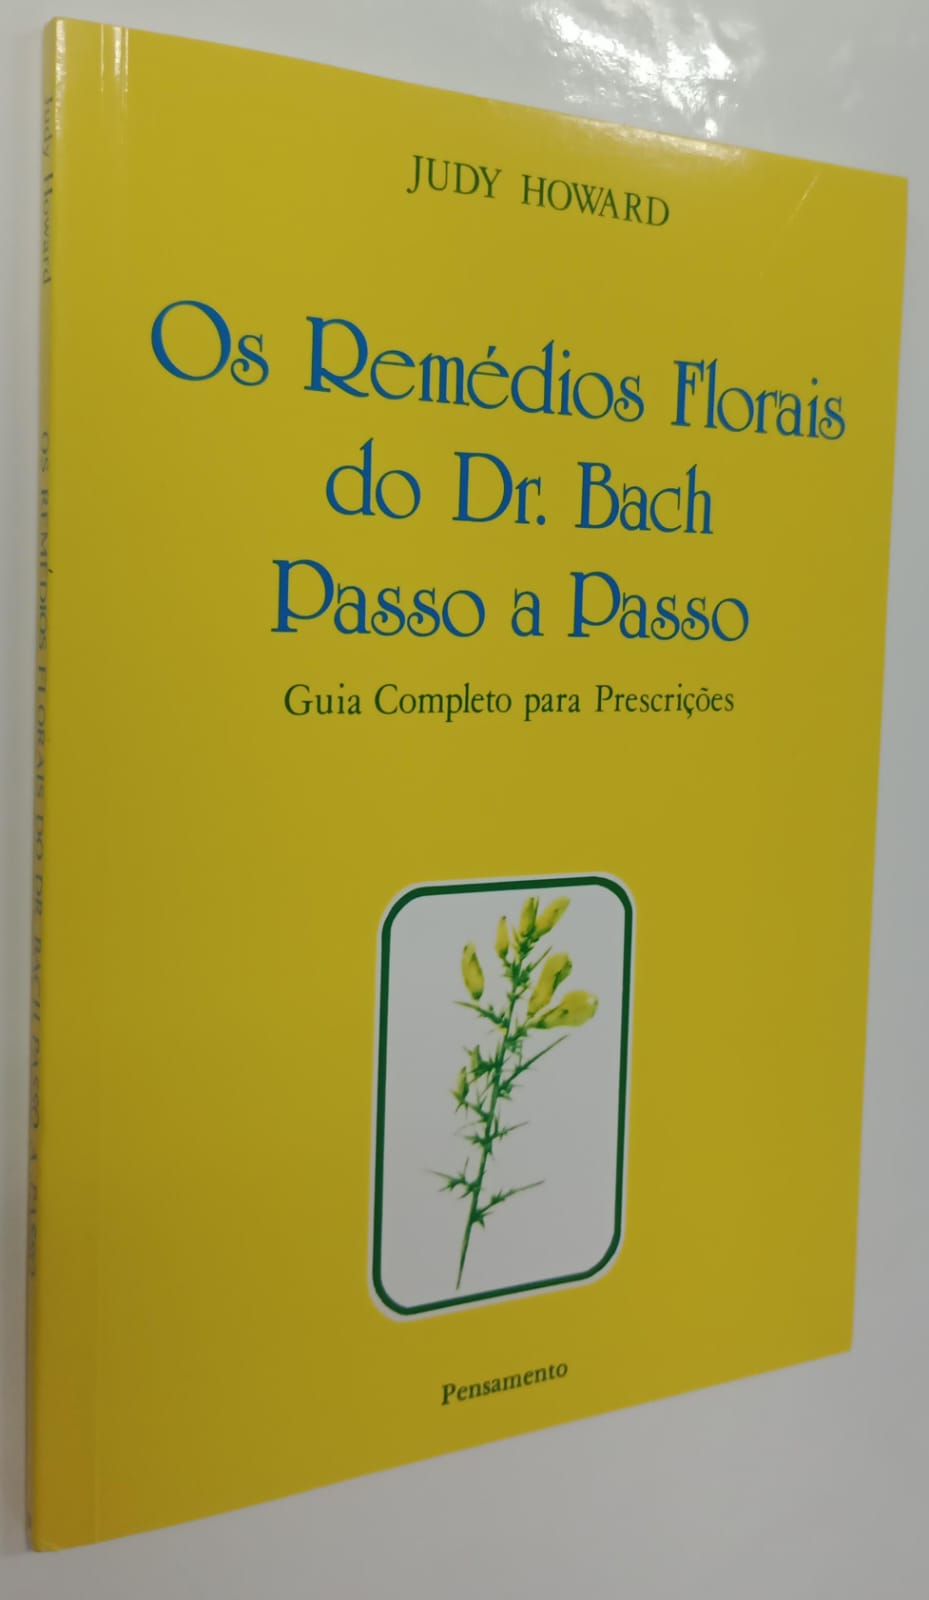 JUDY HOWARD
Os Remédios Florais
do Dr. Bach
Passo a Passo
Guia Completo para Prescrições
Pensamento
Judy Howard OS REMÉDIOS FLORAIS DO DR. BACH PASSO A PASSO